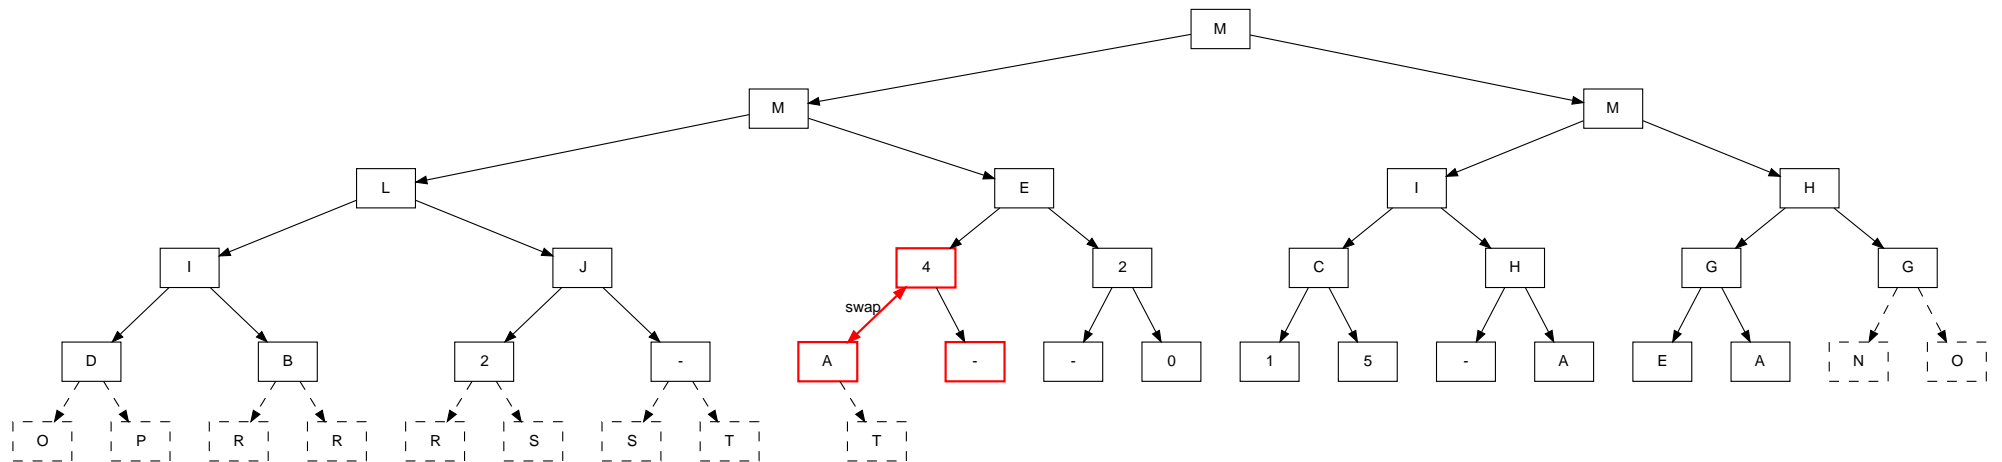 M
M M
L E I H
I J 4 2 C H G G
swap
D B 2 - A - - 0 1 5 - A E A N O
O P R R R S S T T